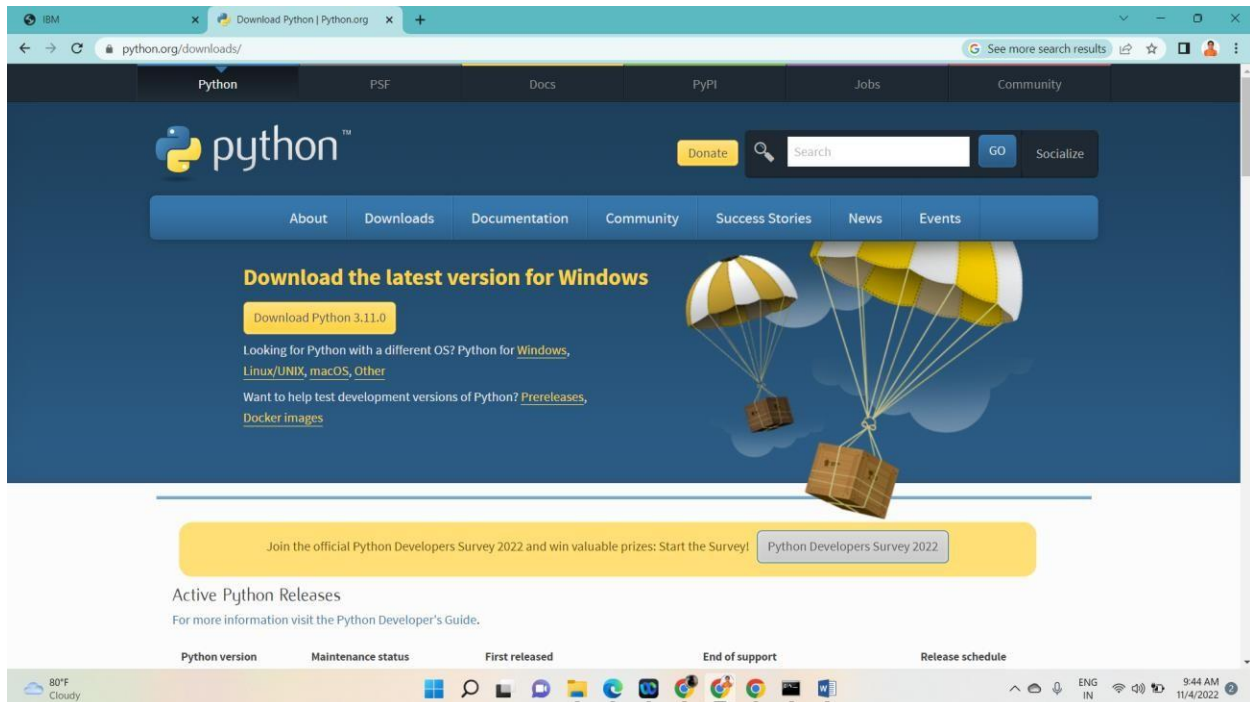 IBM
Download Python | Python.org
python.org/downloads/
See more search results
Python
PSF
Docs
PyPI
Jobs
Community
python™
Donate
Search
GO
Socialize
About
Downloads
Documentation
Community
Success Stories
News
Events
Download the latest version for Windows
Download Python 3.11.0
Looking for Python with a different OS? Python for Windows,
Linux/UNIX, macOS, Other
Want to help test development versions of Python? Prereleases,
Docker images
Join the official Python Developers Survey 2022 and win valuable prizes: Start the Survey!
Python Developers Survey 2022
Active Python Releases
For more information visit the Python Developer's Guide.
Python version
Maintenance status
First released
End of support
Release schedule
80°F
Cloudy
ENG
IN
9:44 AM
11/4/2022
2